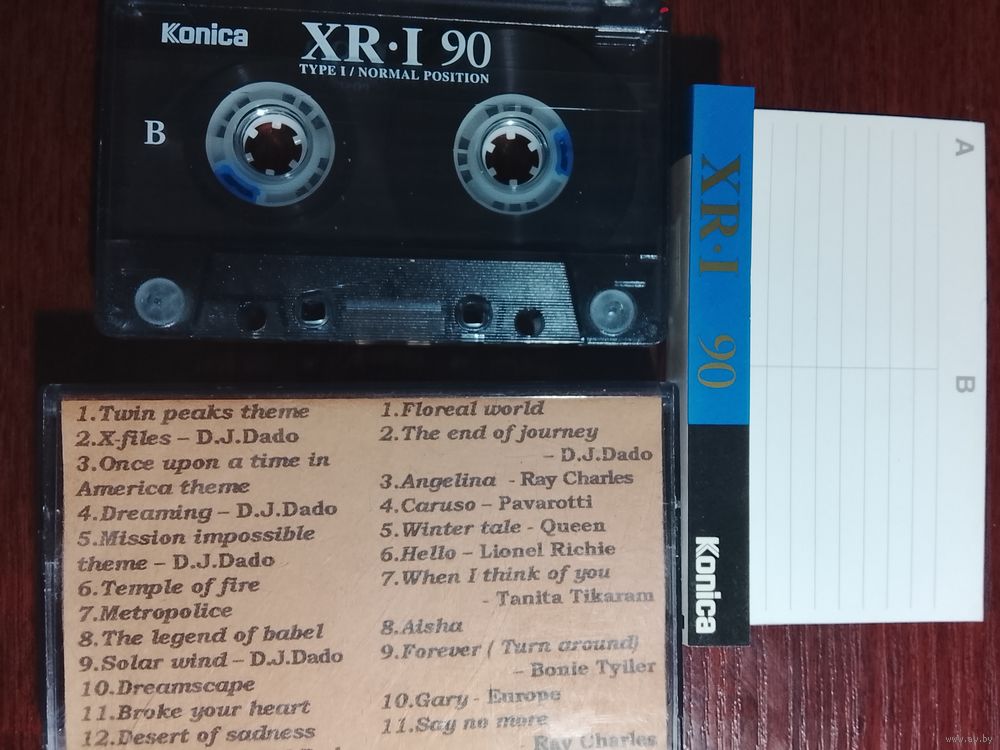 Konica
XR·I 90
TYPE I / NORMAL POSITION
B
1.Twin peaks theme
2.X-files – D.J.Dado
3.Once upon a time in
America theme
4.Dreaming – D.J.Dado
5.Mission impossible
theme – D.J.Dado
6.Temple of fire
7.Metropolice
8.The legend of babel
9.Solar wind – D.J.Dado
10.Dreamscape
11.Broke your heart
12.Desert of sadness
Dado
1.Floreal world
2.The end of journey
– D.J.Dado
3.Angelina - Ray Charles
4.Caruso – Pavarotti
5.Winter tale - Queen
6.Hello – Lionel Richie
7.When I think of you
- Tanita Tikaram
8.Aisha
9.Forever ( Turn around)
– Bonie Tyiler
10.Gary - Europe
11.Say no more
Ray Charles
XR·I 90
Konica
A
B
www.ay.by